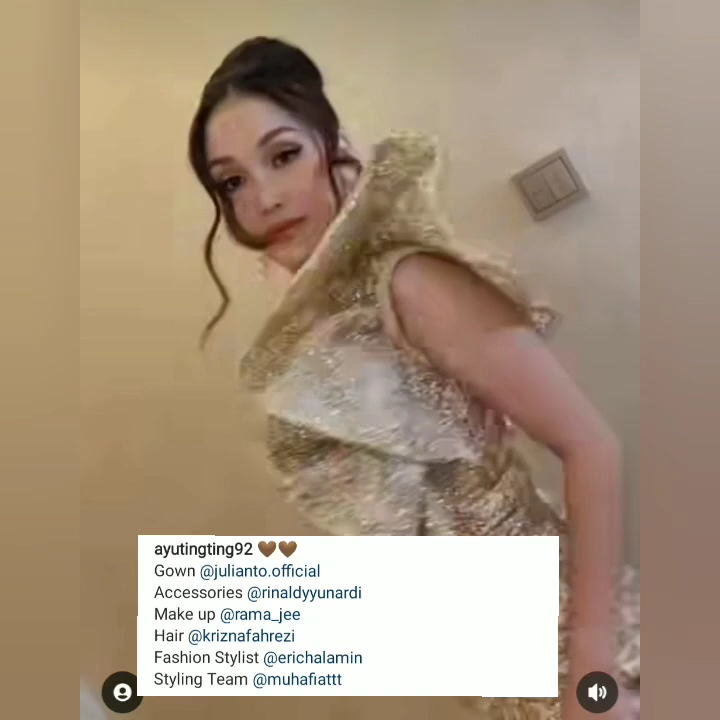 ayutingting92 🤎🤎
Gown @julianto.official
Accessories @rinaldyyunardi
Make up @rama_jee
Hair @kriznafahrezi
Fashion Stylist @erichalamin
Styling Team @muhafiattt